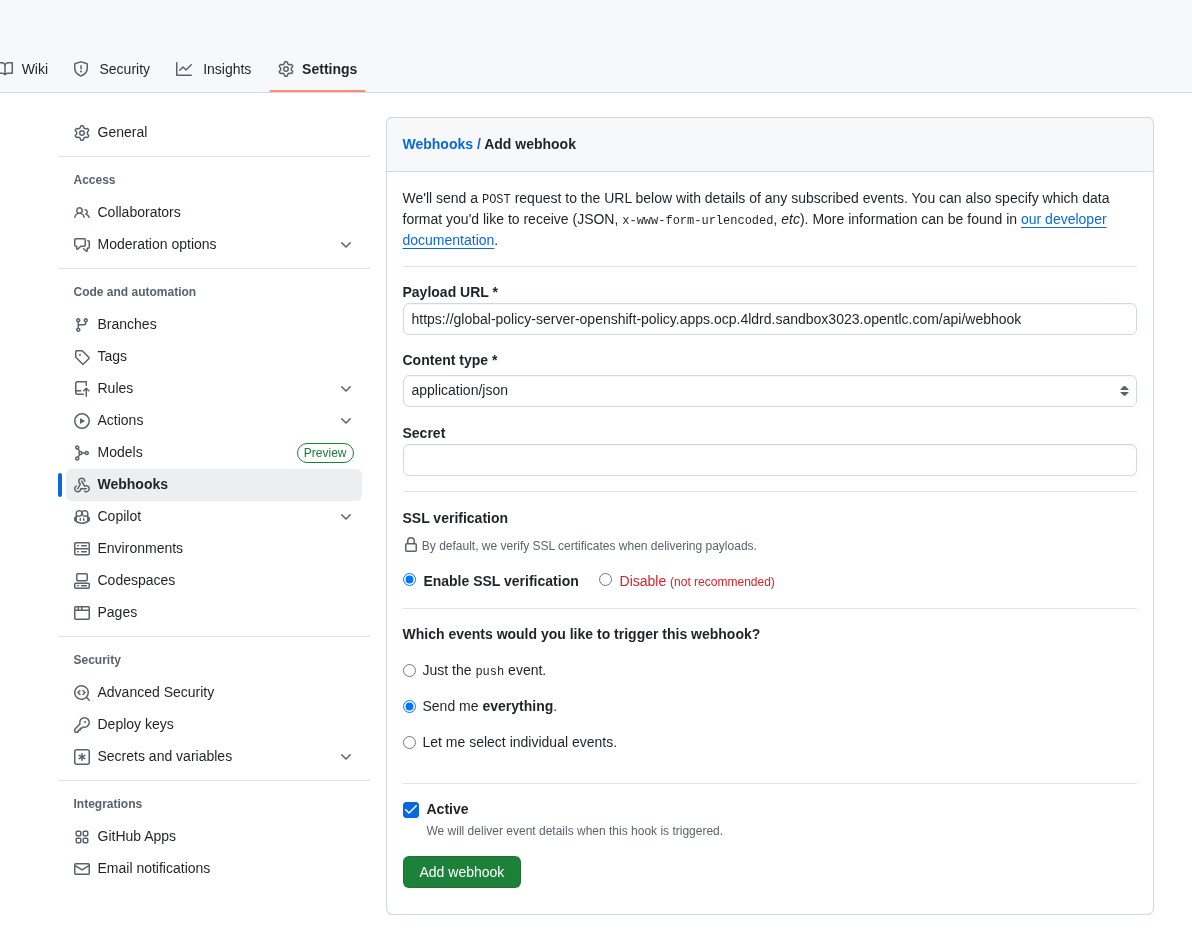 Wiki Security Insights Settings
General
Access
Collaborators
Moderation options
Code and automation
Branches
Tags
Rules
Actions
Models Preview
Webhooks
Copilot
Environments
Codespaces
Pages
Security
Advanced Security
Deploy keys
Secrets and variables
Integrations
GitHub Apps
Email notifications
Webhooks / Add webhook
We'll send a POST request to the URL below with details of any subscribed events. You can also specify which data
format you'd like to receive (JSON, x-www-form-urlencoded, etc). More information can be found in our developer
documentation.
Payload URL *
https://global-policy-server-openshift-policy.apps.ocp.4ldrd.sandbox3023.opentlc.com/api/webhook
Content type *
application/json
Secret
SSL verification
By default, we verify SSL certificates when delivering payloads.
Enable SSL verification Disable (not recommended)
Which events would you like to trigger this webhook?
Just the push event.
Send me everything.
Let me select individual events.
Active
We will deliver event details when this hook is triggered.
Add webhook